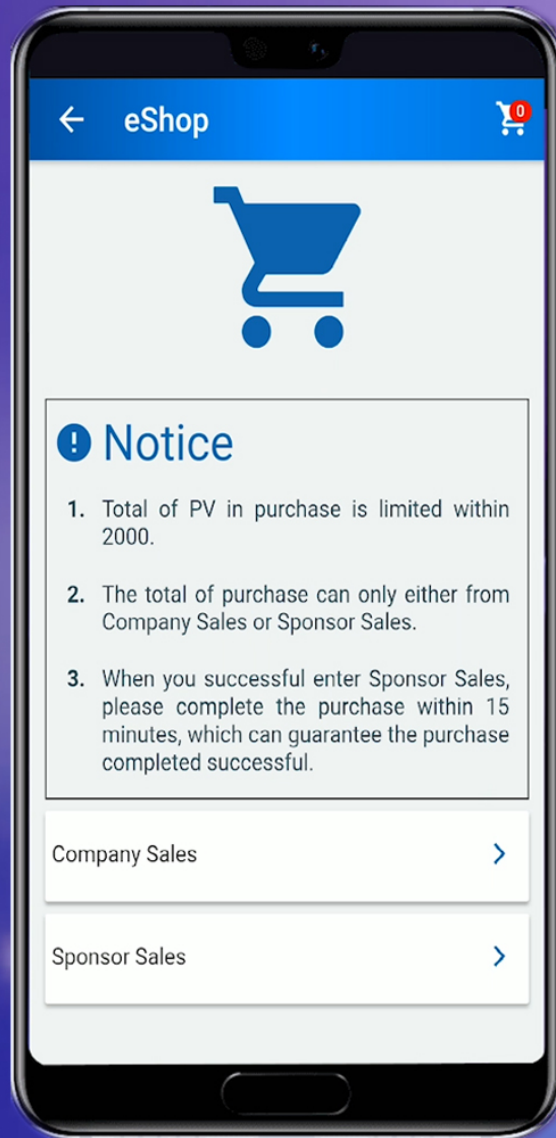 eShop
0
Notice
1. Total of PV in purchase is limited within
2000.
2. The total of purchase can only either from
Company Sales or Sponsor Sales.
3. When you successful enter Sponsor Sales,
please complete the purchase within 15
minutes, which can guarantee the purchase
completed successful.
Company Sales
Sponsor Sales